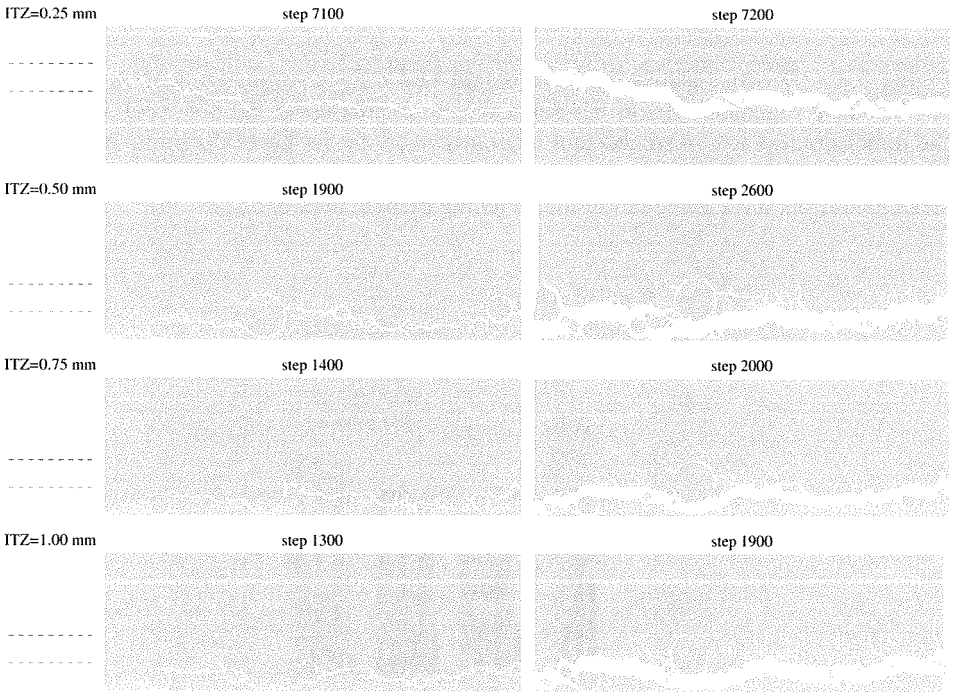 ITZ=0.25 mm
step 7100
step 7200
ITZ=0.50 mm
step 1900
step 2600
ITZ=0.75 mm
step 1400
step 2000
ITZ=1.00 mm
step 1300
step 1900